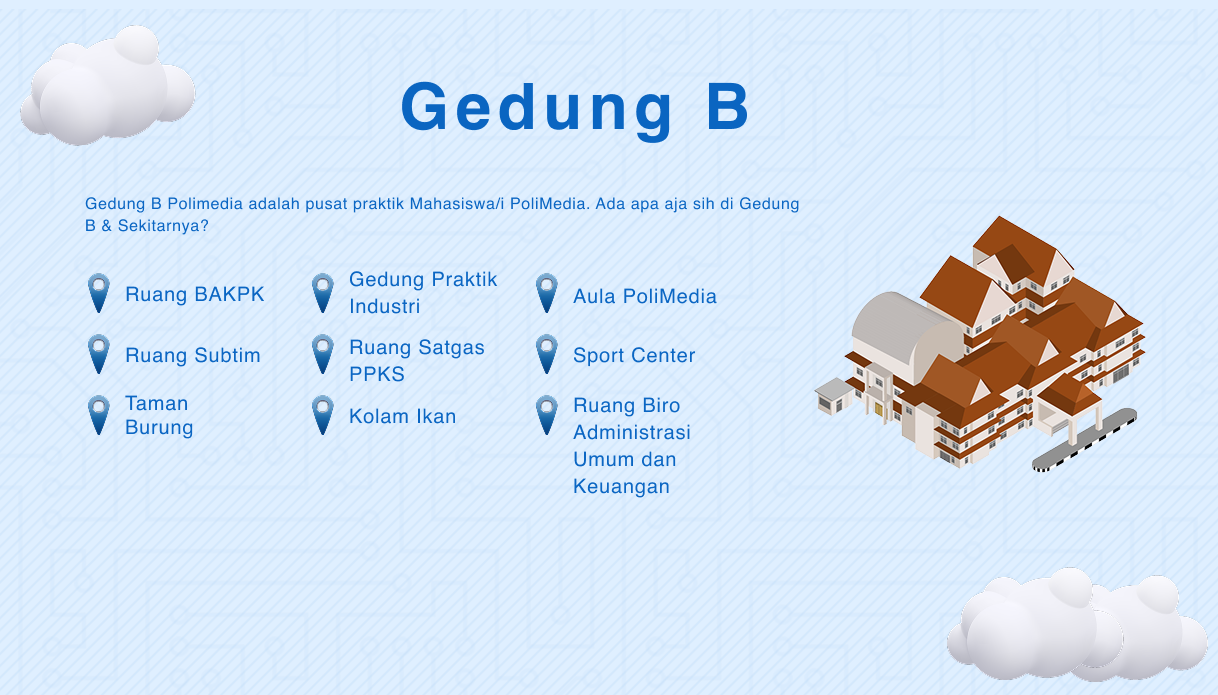 Gedung B
Gedung B Polimedia adalah pusat praktik Mahasiswa/i PoliMedia. Ada apa aja sih di Gedung
B & Sekitarnya?
Ruang BAKPK
Ruang Subtim
Taman
Burung
Gedung Praktik
Industri
Ruang Satgas
PPKS
Kolam Ikan
Aula PoliMedia
Sport Center
Ruang Biro
Administrasi
Umum dan
Keuangan